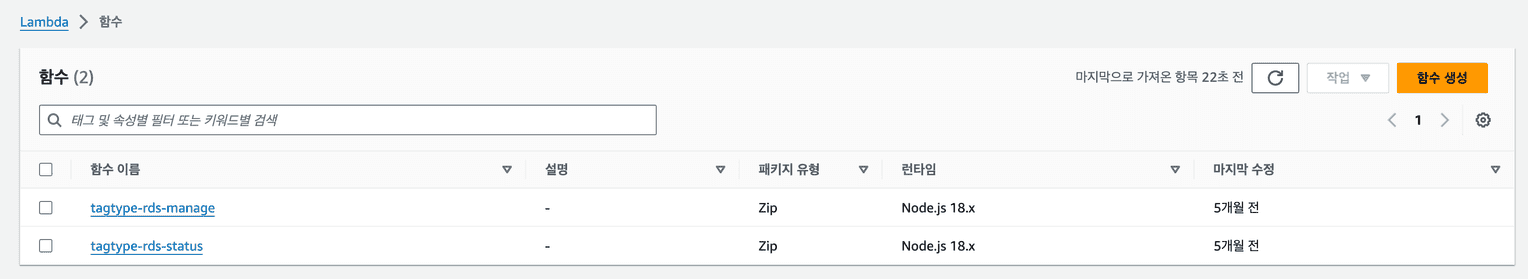 Lambda > 함수
함수 (2)
마지막으로 가져온 항목 22초 전 작업 함수 생성
태그 및 속성별 필터 또는 키워드별 검색
1
함수 이름 설명 패키지 유형 런타임 마지막 수정
tagtype-rds-manage - Zip Node.js 18.x 5개월 전
tagtype-rds-status - Zip Node.js 18.x 5개월 전